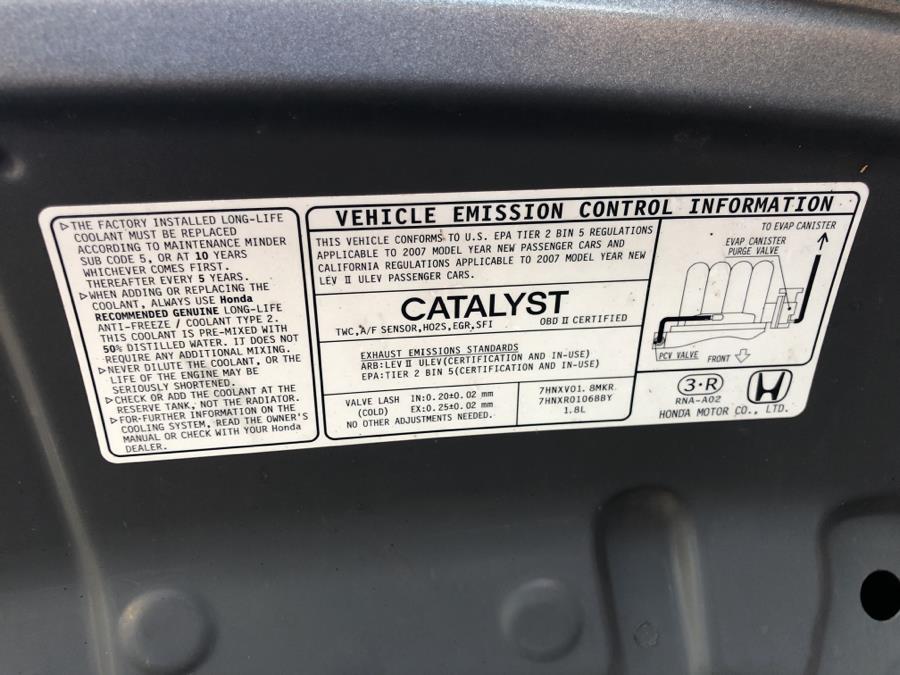 ▷THE FACTORY INSTALLED LONG-LIFE
COOLANT MUST BE REPLACED
ACCORDING TO MAINTENANCE MINDER
SUB CODE 5, OR AT 10 YEARS
WHICHEVER COMES FIRST.
THEREAFTER EVERY 5 YEARS.
▷WHEN ADDING OR REPLACING THE
COOLANT, ALWAYS USE Honda
RECOMMENDED GENUINE LONG-LIFE
ANTI-FREEZE / COOLANT TYPE 2.
THIS COOLANT IS PRE-MIXED WITH
50% DISTILLED WATER. IT DOES NOT
REQUIRE ANY ADDITIONAL MIXING.
▷NEVER DILUTE THE COOLANT, OR THE
LIFE OF THE ENGINE MAY BE
SERIOUSLY SHORTENED.
▷CHECK OR ADD THE COOLANT AT THE
RESERVE TANK, NOT THE RADIATOR.
▷FOR FURTHER INFORMATION ON THE
COOLING SYSTEM, READ THE OWNER'S
MANUAL OR CHECK WITH YOUR Honda
DEALER.
VEHICLE EMISSION CONTROL INFORMATION
THIS VEHICLE CONFORMS TO U.S. EPA TIER 2 BIN 5 REGULATIONS
APPLICABLE TO 2007 MODEL YEAR NEW PASSENGER CARS AND
CALIFORNIA REGULATIONS APPLICABLE TO 2007 MODEL YEAR NEW
LEV II ULEV PASSENGER CARS.
CATALYST
TWC,A/F SENSOR,HO2S,EGR,SFI OBD II CERTIFIED
EXHAUST EMISSIONS STANDARDS
ARB:LEV II ULEV(CERTIFICATION AND IN-USE)
EPA:TIER 2 BIN 5(CERTIFICATION AND IN-USE)
VALVE LASH IN:0.20±0.02 mm
(COLD) EX:0.25±0.02 mm
NO OTHER ADJUSTMENTS NEEDED.
7HNXV01.8MKR
7HNXR0106BBY
1.8L
TO EVAP CANISTER
EVAP CANISTER
PURGE VALVE
PCV VALVE FRONT
3·R
RNA-A02
HONDA MOTOR CO., LTD.